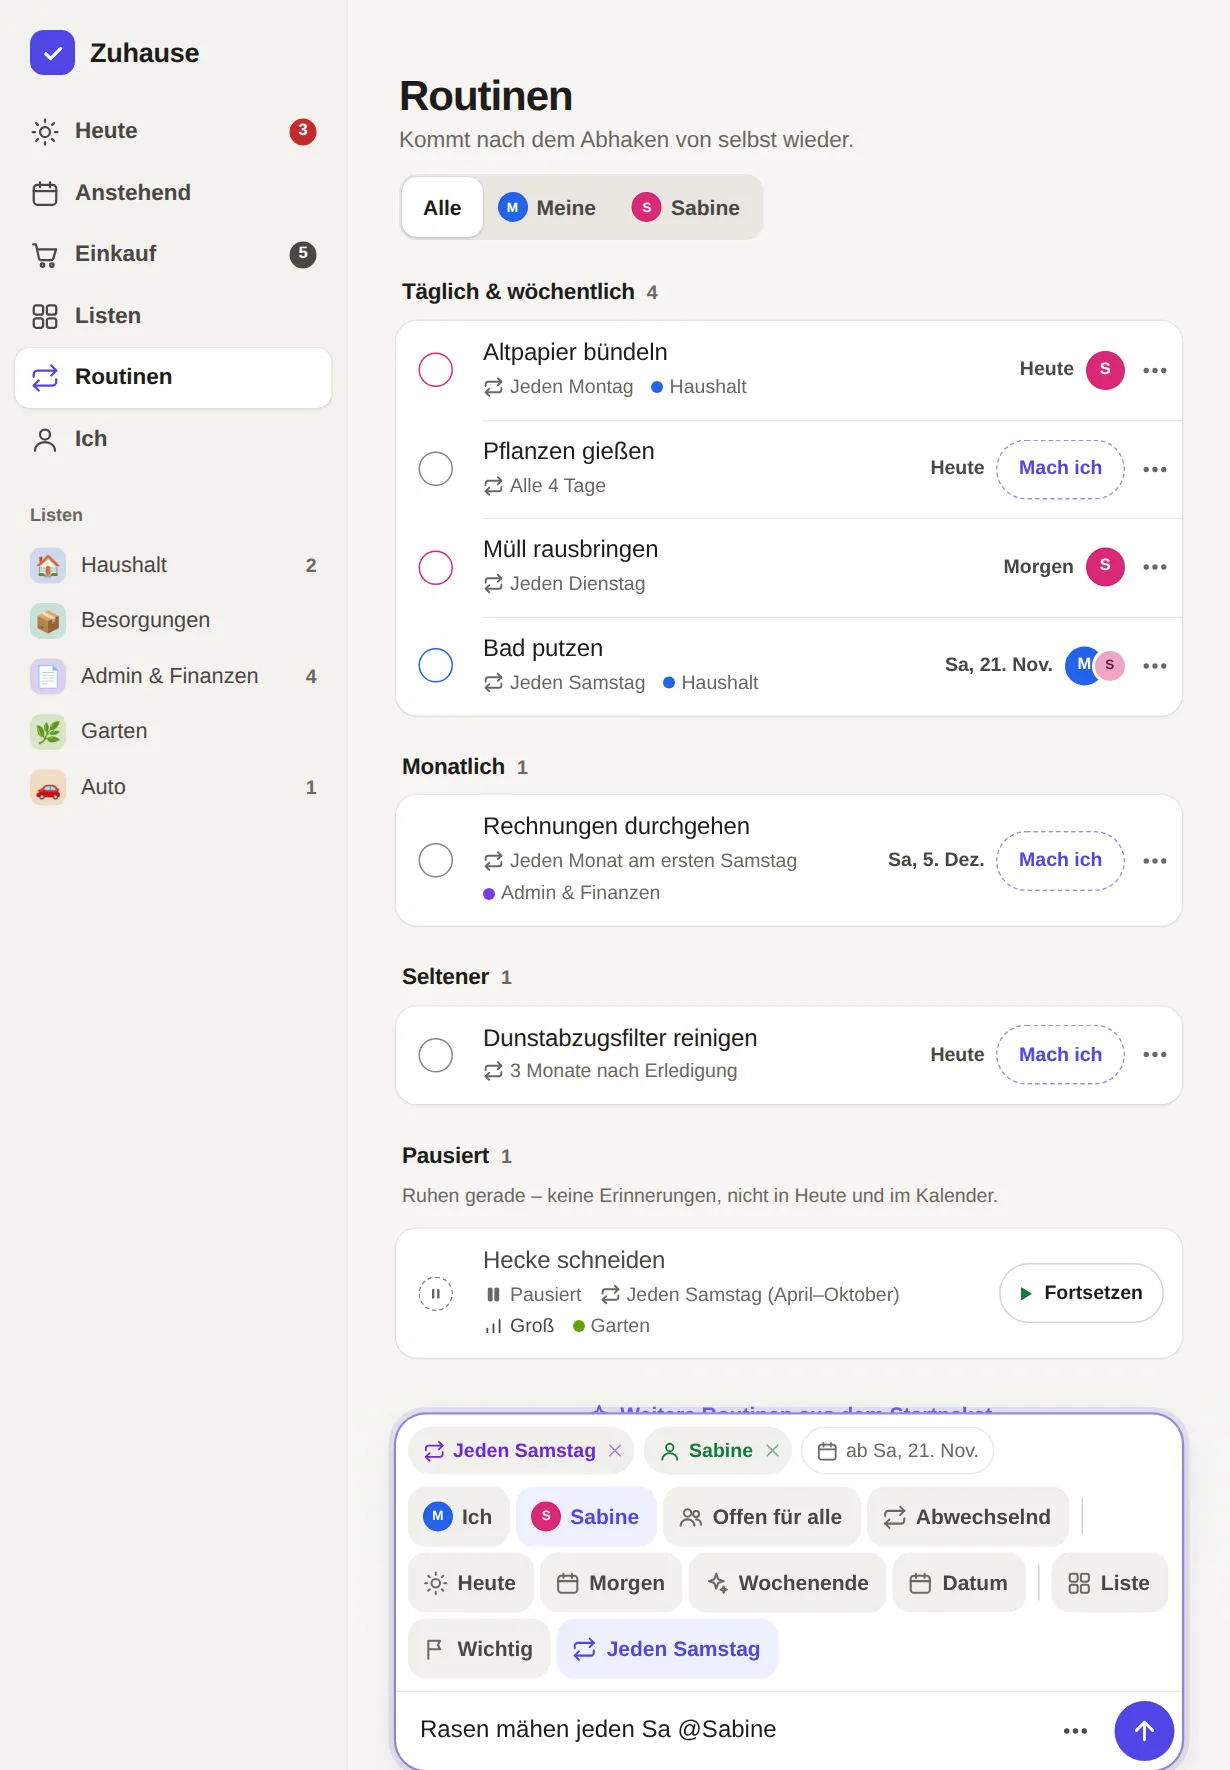 Zuhause
Heute 3
Anstehend
Einkauf 5
Listen
Routinen
Ich
Listen
Haushalt 2
Besorgungen
Admin & Finanzen 4
Garten
Auto 1
Routinen
Kommt nach dem Abhaken von selbst wieder.
Alle M Meine S Sabine
Täglich & wöchentlich 4
Altpapier bündeln
Jeden Montag Haushalt
Heute S
Pflanzen gießen
Alle 4 Tage
Heute Mach ich
Müll rausbringen
Jeden Dienstag
Morgen S
Bad putzen
Jeden Samstag Haushalt
Sa, 21. Nov. M S
Monatlich 1
Rechnungen durchgehen
Jeden Monat am ersten Samstag
Admin & Finanzen
Sa, 5. Dez. Mach ich
Seltener 1
Dunstabzugsfilter reinigen
3 Monate nach Erledigung
Heute Mach ich
Pausiert 1
Ruhen gerade – keine Erinnerungen, nicht in Heute und im Kalender.
Hecke schneiden
Pausiert Jeden Samstag (April–Oktober)
Groß Garten
Fortsetzen
Weitere Routinen aus dem Startpaket
Jeden Samstag Sabine ab Sa, 21. Nov.
M Ich S Sabine Offen für alle Abwechselnd
Heute Morgen Wochenende Datum Liste
Wichtig Jeden Samstag
Rasen mähen jeden Sa @Sabine